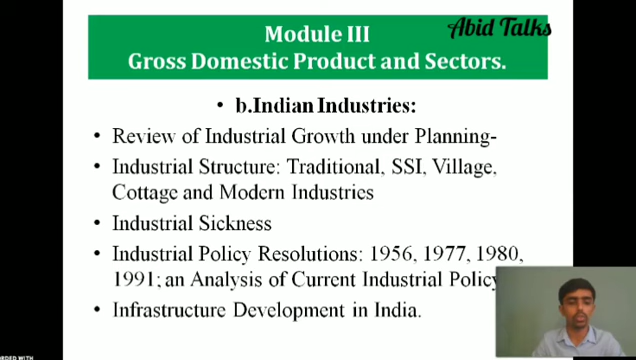 Abid Talks
Module III
Gross Domestic Product and Sectors.
• b.Indian Industries:
• Review of Industrial Growth under Planning-
• Industrial Structure: Traditional, SSI, Village,
Cottage and Modern Industries
• Industrial Sickness
• Industrial Policy Resolutions: 1956, 1977, 1980,
1991; an Analysis of Current Industrial Policy
• Infrastructure Development in India.
RDED WITH